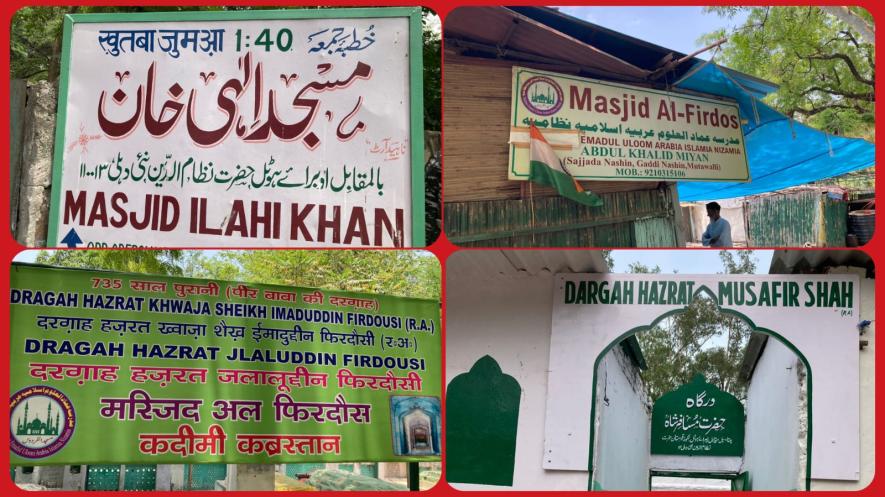 खुतबा जुमआ़ 1:40 خطبہ جمعہ
مسجد الٰہی خان
بالمقابل اوبرائے ہوٹل حضرت نظام الدین نئی دہلی ۱۱۰۰۱۳
MASJID ILAHI KHAN
Masjid Al-Firdos
مدرسہ عماد العلوم عربیہ اسلامیہ نظامیہ
EMADUL ULOOM ARABIA ISLAMIA NIZAMIA
ABDUL KHALID MIYAN
(Sajjada Nashin, Gaddi Nashin, Mutawalli)
MOB.: 9210315106
735 साल पुरानी (पीर बाबा की दरगाह)
DRAGAH HAZRAT KHWAJA SHEIKH IMADUDDIN FIRDOUSI (R.A.)
दरगाह हज़रत ख्वाज़ा शेख़ ईमादुद्दीन फिरदौसी (र॰अ॰)
DRAGAH HAZRAT JLALUDDIN FIRDOUSI
दरगाह हज़रत जलालूद्दीन फिरदौसी
मस्जिद अल फिरदौस
कदीमी कब्रस्तान
DARGAH HAZRAT MUSAFIR SHAH
(R.A)
درگاہ
حضرت مسافر شاہ